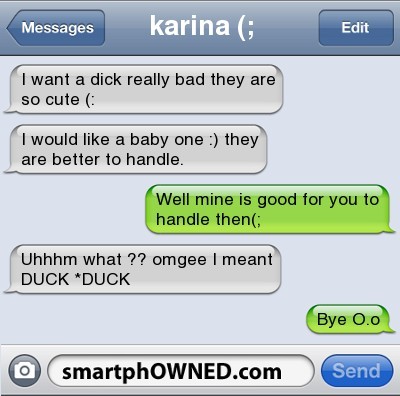 Messages
karina (;
Edit
I want a dick really bad they are
so cute (:
I would like a baby one :) they
are better to handle.
Well mine is good for you to
handle then(;
Uhhhm what ?? omgee I meant
DUCK *DUCK
Bye O.o
smartphOWNED.com
Send